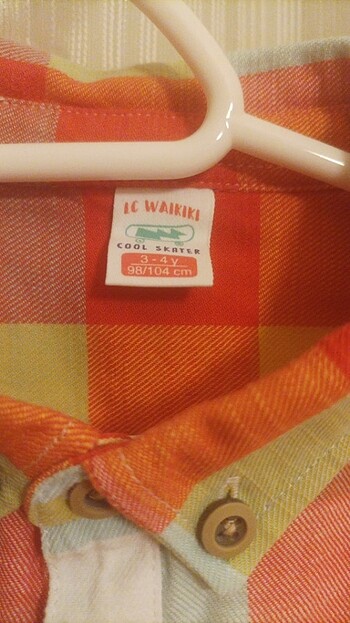 LC WAIKIKI
COOL SKATER
3-4 y
98/104 cm